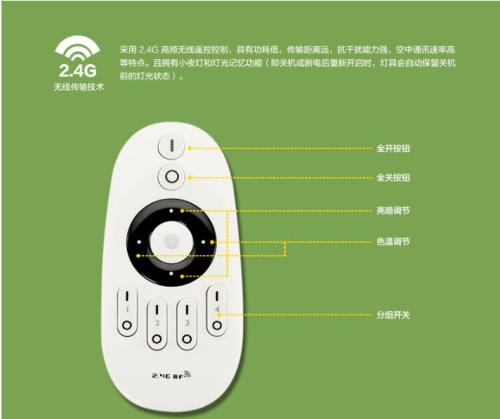 采用 2.4G 高频无线遥控控制，具有功耗低，传输距离远，抗干扰能力强，空中通讯速率高
等特点。且拥有小夜灯和灯光记忆功能（即关机或断电后重新开启时，灯具会自动保留关机
前的灯光状态）。
2.4G
无线传输技术
全开按钮
全关按钮
亮暗调节
色温调节
分组开关
1
2
3
4
2.4G RF